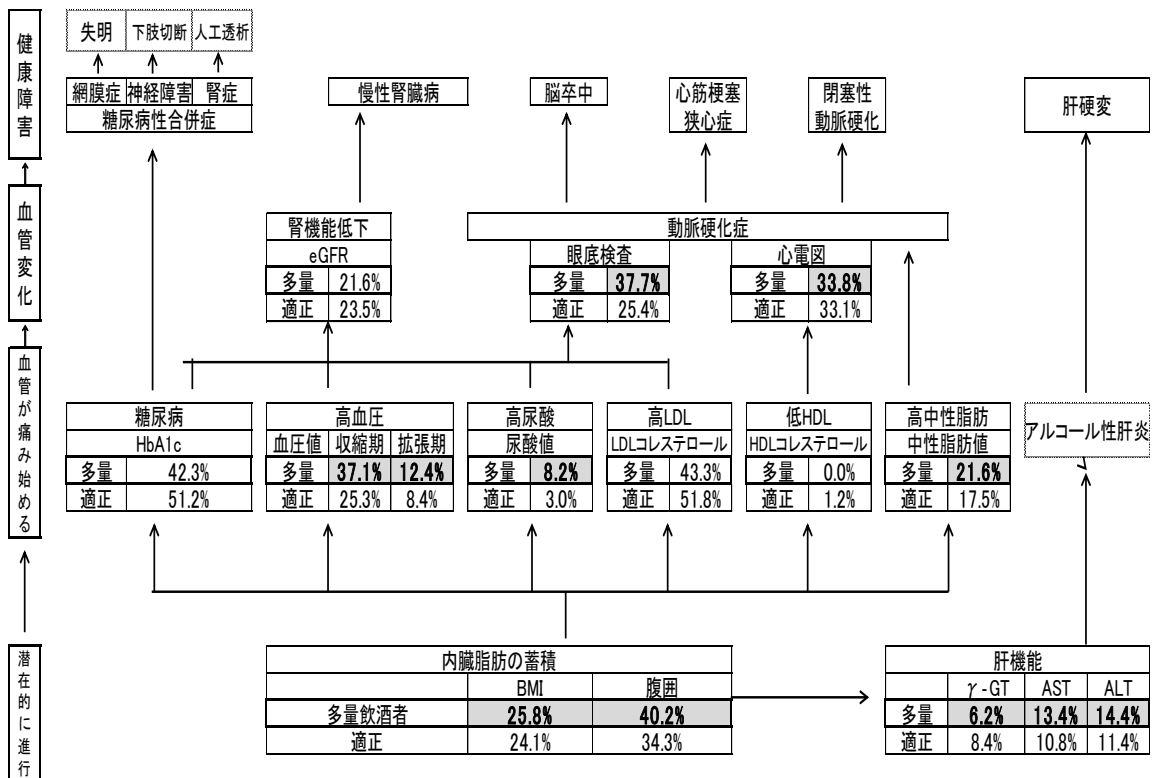 健康障害
血管変化
血管が痛み始める
潜在的に進行
失明 下肢切断 人工透析
網膜症 神経障害 腎症
糖尿病性合併症
慢性腎臓病
脳卒中
心筋梗塞
狭心症
閉塞性
動脈硬化
肝硬変
腎機能低下
eGFR
多量 21.6%
適正 23.5%
動脈硬化症
眼底検査
多量 37.7%
適正 25.4%
心電図
多量 33.8%
適正 33.1%
糖尿病
HbA1c
多量 42.3%
適正 51.2%
高血圧
血圧値 収縮期 拡張期
多量 37.1% 12.4%
適正 25.3% 8.4%
高尿酸
尿酸値
多量 8.2%
適正 3.0%
高LDL
LDLコレステロール
多量 43.3%
適正 51.8%
低HDL
HDLコレステロール
多量 0.0%
適正 1.2%
高中性脂肪
中性脂肪値
多量 21.6%
適正 17.5%
アルコール性肝炎
内臓脂肪の蓄積
BMI 腹囲
多量飲酒者 25.8% 40.2%
適正 24.1% 34.3%
肝機能
γ-GT AST ALT
多量 6.2% 13.4% 14.4%
適正 8.4% 10.8% 11.4%